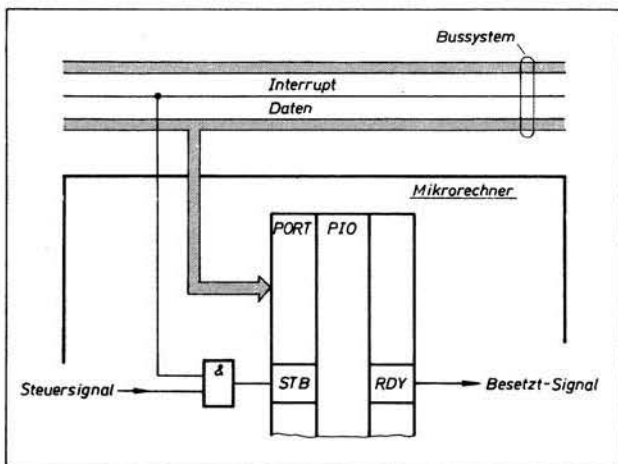 Bussystem
Interrupt
Daten
Mikrorechner
PORT PIO
&
Steuersignal
STB
RDY
Besetzt-Signal